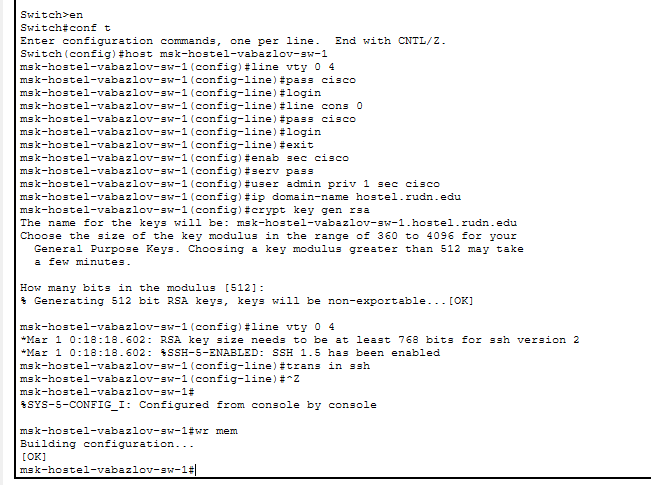 Switch>en
Switch#conf t
Enter configuration commands, one per line.  End with CNTL/Z.
Switch(config)#host msk-hostel-vabazlov-sw-1
msk-hostel-vabazlov-sw-1(config)#line vty 0 4
msk-hostel-vabazlov-sw-1(config-line)#pass cisco
msk-hostel-vabazlov-sw-1(config-line)#login
msk-hostel-vabazlov-sw-1(config-line)#line cons 0
msk-hostel-vabazlov-sw-1(config-line)#pass cisco
msk-hostel-vabazlov-sw-1(config-line)#login
msk-hostel-vabazlov-sw-1(config-line)#exit
msk-hostel-vabazlov-sw-1(config)#enab sec cisco
msk-hostel-vabazlov-sw-1(config)#serv pass
msk-hostel-vabazlov-sw-1(config)#user admin priv 1 sec cisco
msk-hostel-vabazlov-sw-1(config)#ip domain-name hostel.rudn.edu
msk-hostel-vabazlov-sw-1(config)#crypt key gen rsa
The name for the keys will be: msk-hostel-vabazlov-sw-1.hostel.rudn.edu
Choose the size of the key modulus in the range of 360 to 4096 for your
  General Purpose Keys. Choosing a key modulus greater than 512 may take
  a few minutes.
How many bits in the modulus [512]:
% Generating 512 bit RSA keys, keys will be non-exportable...[OK]
msk-hostel-vabazlov-sw-1(config)#line vty 0 4
*Mar 1 0:18:18.602: RSA key size needs to be at least 768 bits for ssh version 2
*Mar 1 0:18:18.602: %SSH-5-ENABLED: SSH 1.5 has been enabled
msk-hostel-vabazlov-sw-1(config-line)#trans in ssh
msk-hostel-vabazlov-sw-1(config-line)#^Z
msk-hostel-vabazlov-sw-1#
%SYS-5-CONFIG_I: Configured from console by console
msk-hostel-vabazlov-sw-1#wr mem
Building configuration...
[OK]
msk-hostel-vabazlov-sw-1#